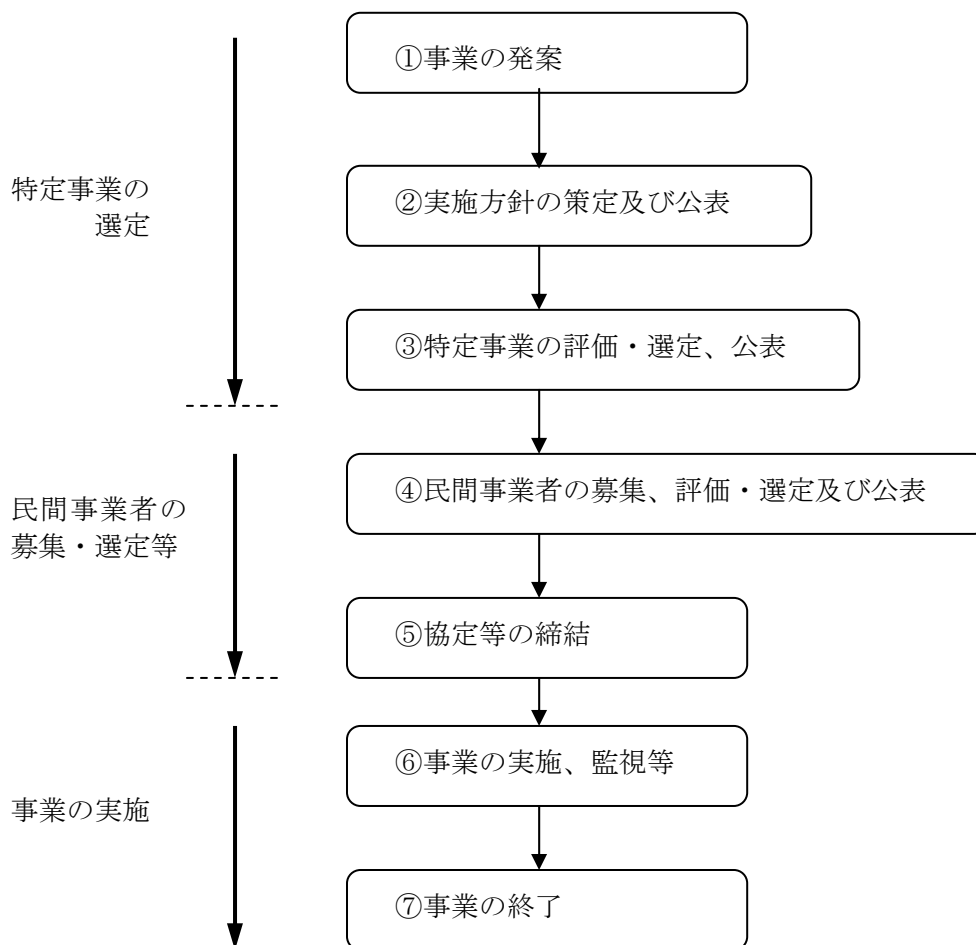 ①事業の発案
特定事業の
選定
②実施方針の策定及び公表
③特定事業の評価・選定、公表
民間事業者の
募集・選定等
④民間事業者の募集、評価・選定及び公表
⑤協定等の締結
事業の実施
⑥事業の実施、監視等
⑦事業の終了